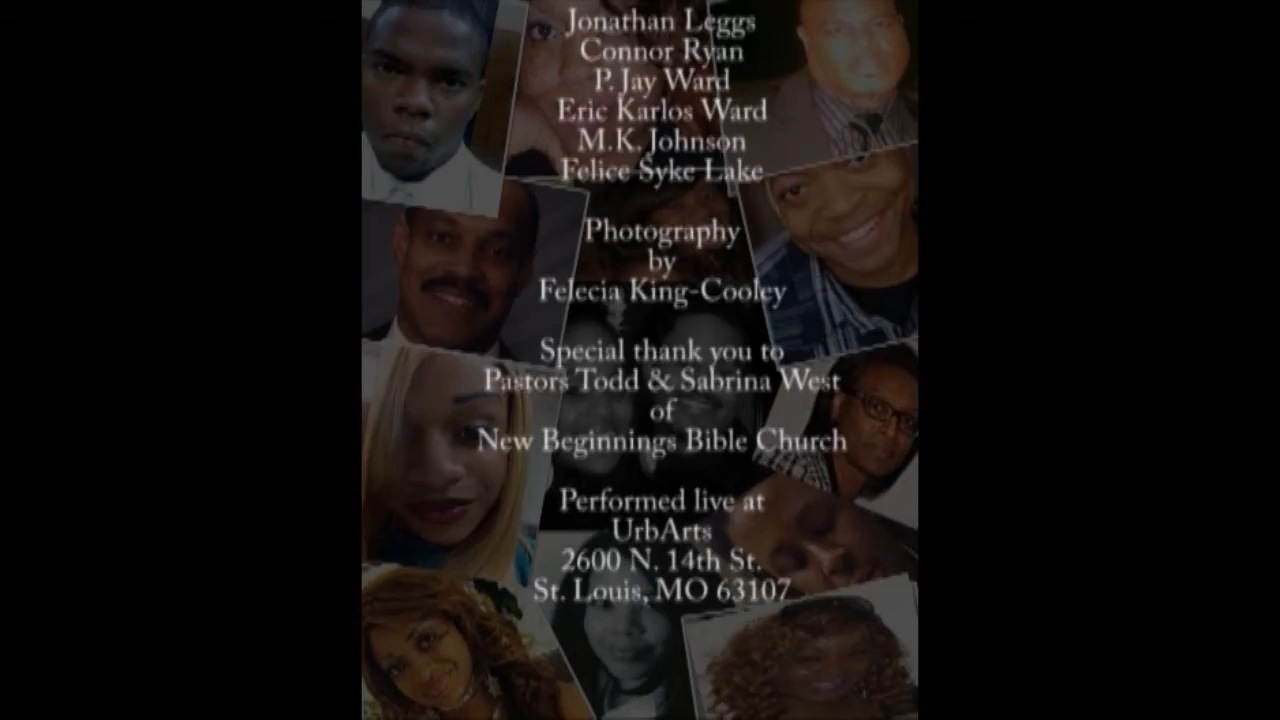 Jonathan Leggs
Connor Ryan
P. Jay Ward
Eric Karlos Ward
M.K. Johnson
Felice Syke Lake
Photography
by
Felecia King-Cooley
Special thank you to
Pastors Todd & Sabrina West
of
New Beginnings Bible Church
Performed live at
UrbArts
2600 N. 14th St.
St. Louis, MO 63107